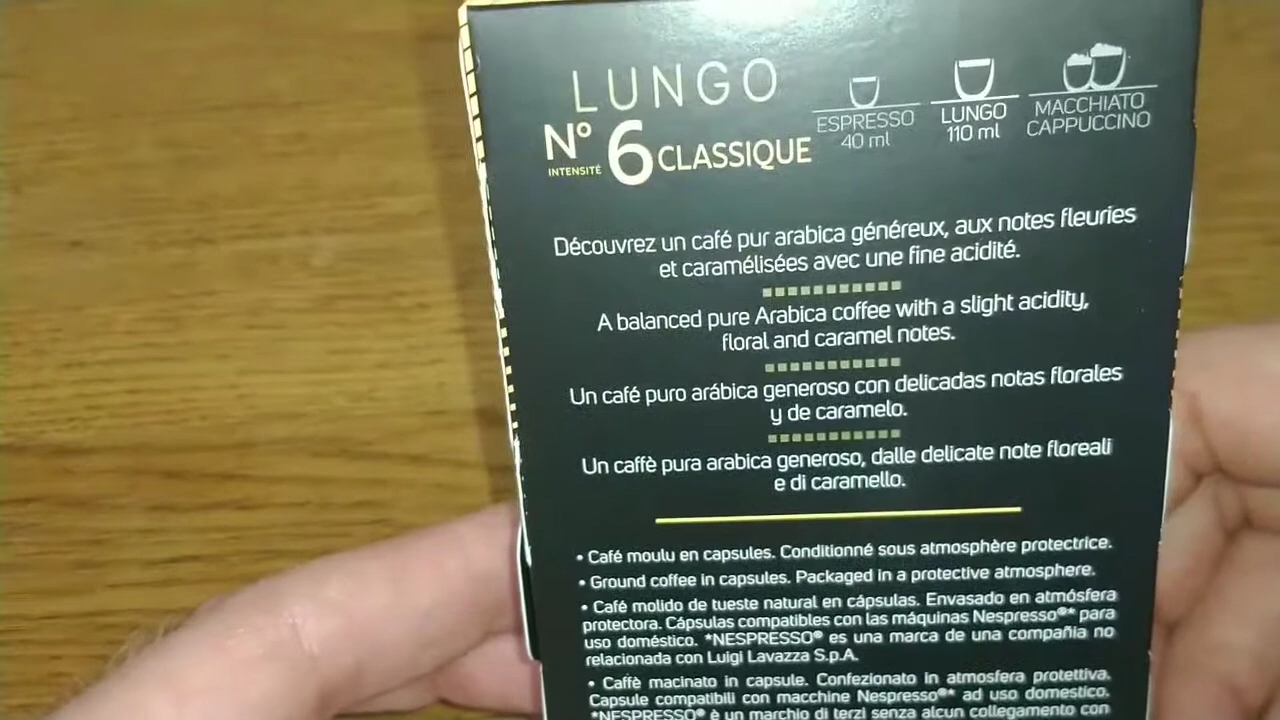 LUNGO
N° 6 CLASSIQUE
INTENSITÉ
ESPRESSO
40 ml
LUNGO
110 ml
MACCHIATO
CAPPUCCINO
Découvrez un café pur arabica généreux, aux notes fleuries
et caramélisées avec une fine acidité.
A balanced pure Arabica coffee with a slight acidity,
floral and caramel notes.
Un café puro arábica generoso con delicadas notas florales
y de caramelo.
Un caffè pura arabica generoso, dalle delicate note floreali
e di caramello.
• Café moulu en capsules. Conditionné sous atmosphère protectrice.
• Ground coffee in capsules. Packaged in a protective atmosphere.
• Café molido de tueste natural en cápsulas. Envasado en atmósfera
protectora. Cápsulas compatibles con las máquinas Nespresso®* para
uso doméstico. *NESPRESSO® es una marca de una compañia no
relacionada con Luigi Lavazza S.p.A.
• Caffè macinato in capsule. Confezionato in atmosfera protettiva.
Capsule compatibili con macchine Nespresso®* ad uso domestico.
*NESPRESSO® è un marchio di terzi senza alcun collegamento con